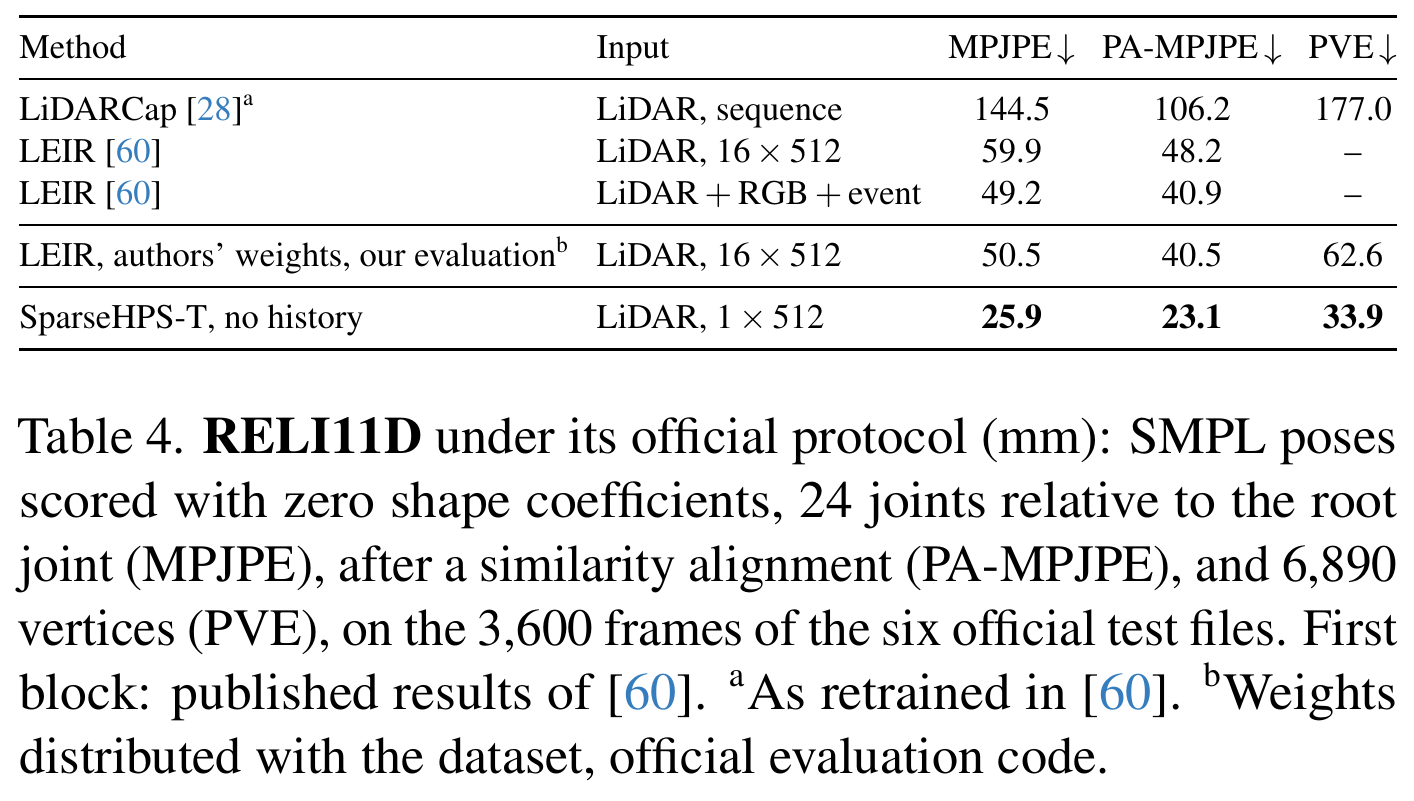 Method Input MPJPE↓ PA-MPJPE↓ PVE↓
LiDARCap [28]ᵃ LiDAR, sequence 144.5 106.2 177.0
LEIR [60] LiDAR, 16 × 512 59.9 48.2 –
LEIR [60] LiDAR + RGB + event 49.2 40.9 –
LEIR, authors’ weights, our evaluationᵇ LiDAR, 16 × 512 50.5 40.5 62.6
SparseHPS-T, no history LiDAR, 1 × 512 25.9 23.1 33.9
Table 4. RELI11D under its official protocol (mm): SMPL poses
scored with zero shape coefficients, 24 joints relative to the root
joint (MPJPE), after a similarity alignment (PA-MPJPE), and 6,890
vertices (PVE), on the 3,600 frames of the six official test files. First
block: published results of [60]. ᵃAs retrained in [60]. ᵇWeights
distributed with the dataset, official evaluation code.